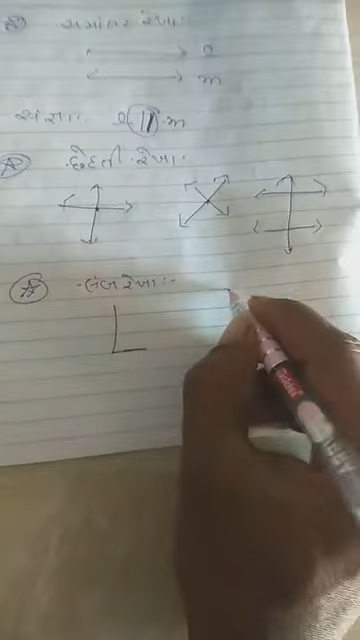 સમાંતર રેખા:
l
m
સંજ્ઞા: l || m
છેદતી રેખા:
લંબ રેખા:-